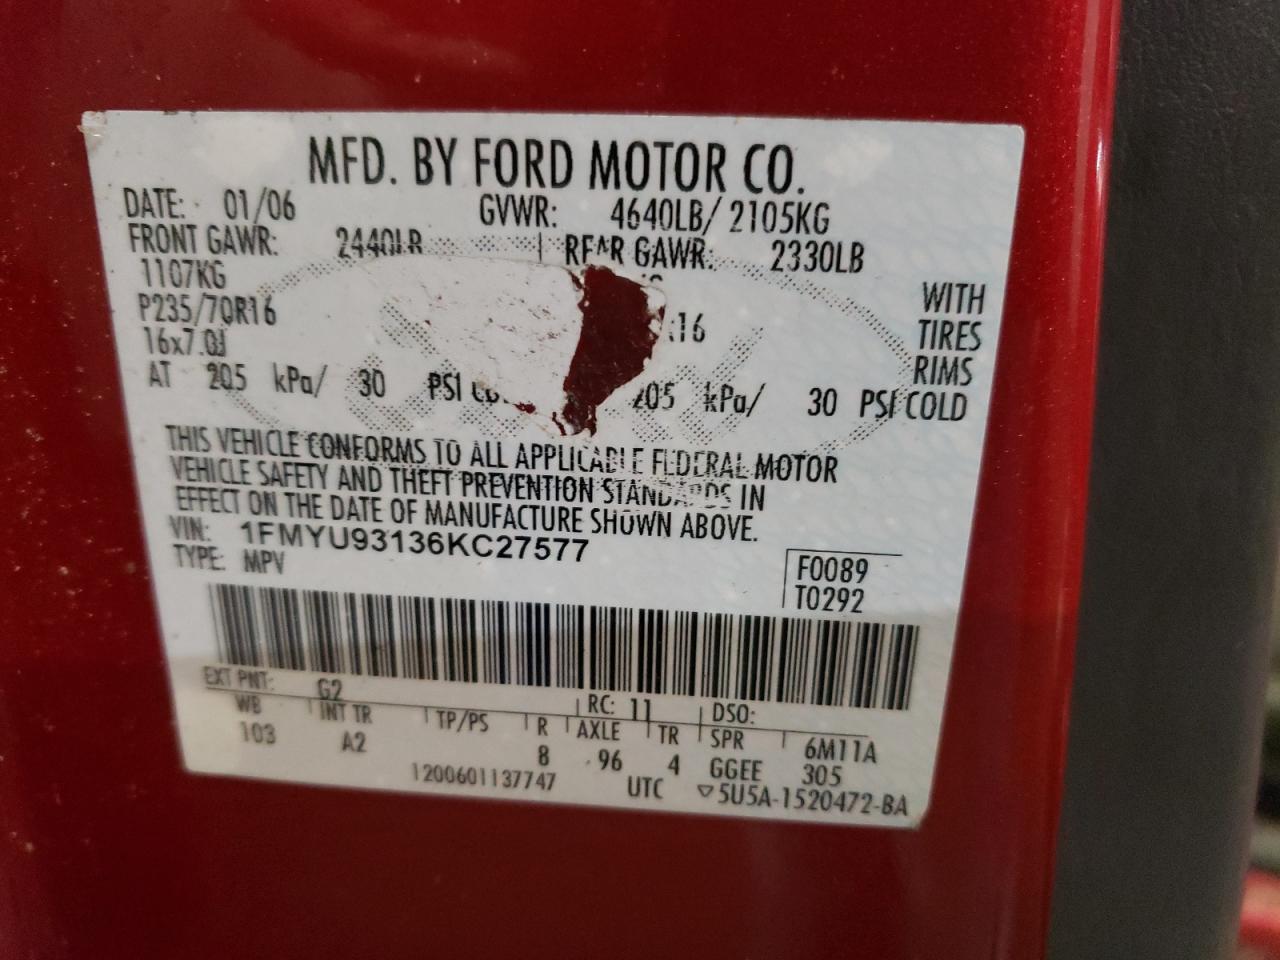 MFD. BY FORD MOTOR CO.
DATE: 01/06 GVWR: 4640LB/ 2105KG
FRONT GAWR: 2440LB REAR GAWR: 2330LB
1107KG WITH
P235/70R16 TIRES
16x7.0J RIMS
AT 205 kPa/ 30 PSI 205 kPa/ 30 PSI COLD
THIS VEHICLE CONFORMS TO ALL APPLICABLE FEDERAL MOTOR
VEHICLE SAFETY AND THEFT PREVENTION STANDARDS IN
EFFECT ON THE DATE OF MANUFACTURE SHOWN ABOVE.
VIN: 1FMYU93136KC27577
TYPE: MPV
F0089
T0292
EXT PNT: G2 RC: 11 DSO:
WB INT TR TP/PS R AXLE TR SPR 6M11A
103 A2 8 96 4 GGEE 305
1200601137747 UTC ▽5U5A-1520472-BA